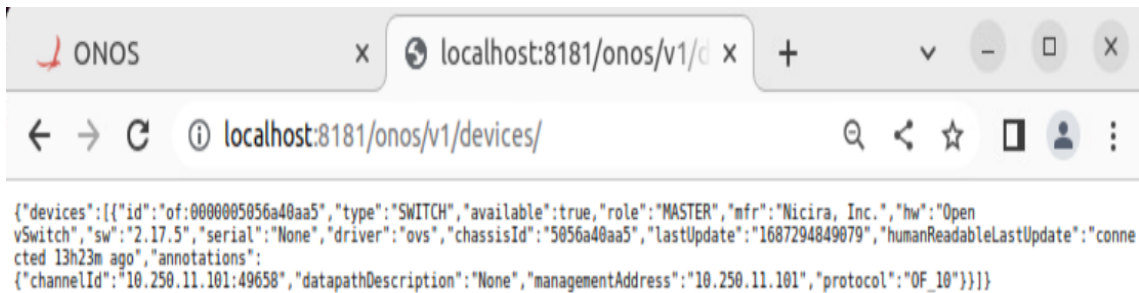 ONOS
localhost:8181/onos/v1/d
localhost:8181/onos/v1/devices/
{"devices":[{"id":"of:0000005056a40aa5","type":"SWITCH","available":true,"role":"MASTER","mfr":"Nicira, Inc.","hw":"Open
vSwitch","sw":"2.17.5","serial":"None","driver":"ovs","chassisId":"5056a40aa5","lastUpdate":"1687294849079","humanReadableLastUpdate":"conne
cted 13h23m ago","annotations":
{"channelId":"10.250.11.101:49658","datapathDescription":"None","managementAddress":"10.250.11.101","protocol":"OF_10"}}]}